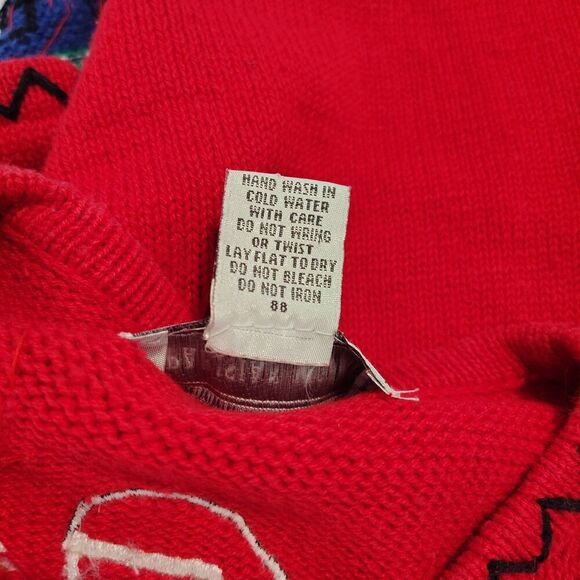 HAND WASH IN
COLD WATER
WITH CARE
DO NOT WRING
OR TWIST
LAY FLAT TO DRY
DO NOT BLEACH
DO NOT IRON
88